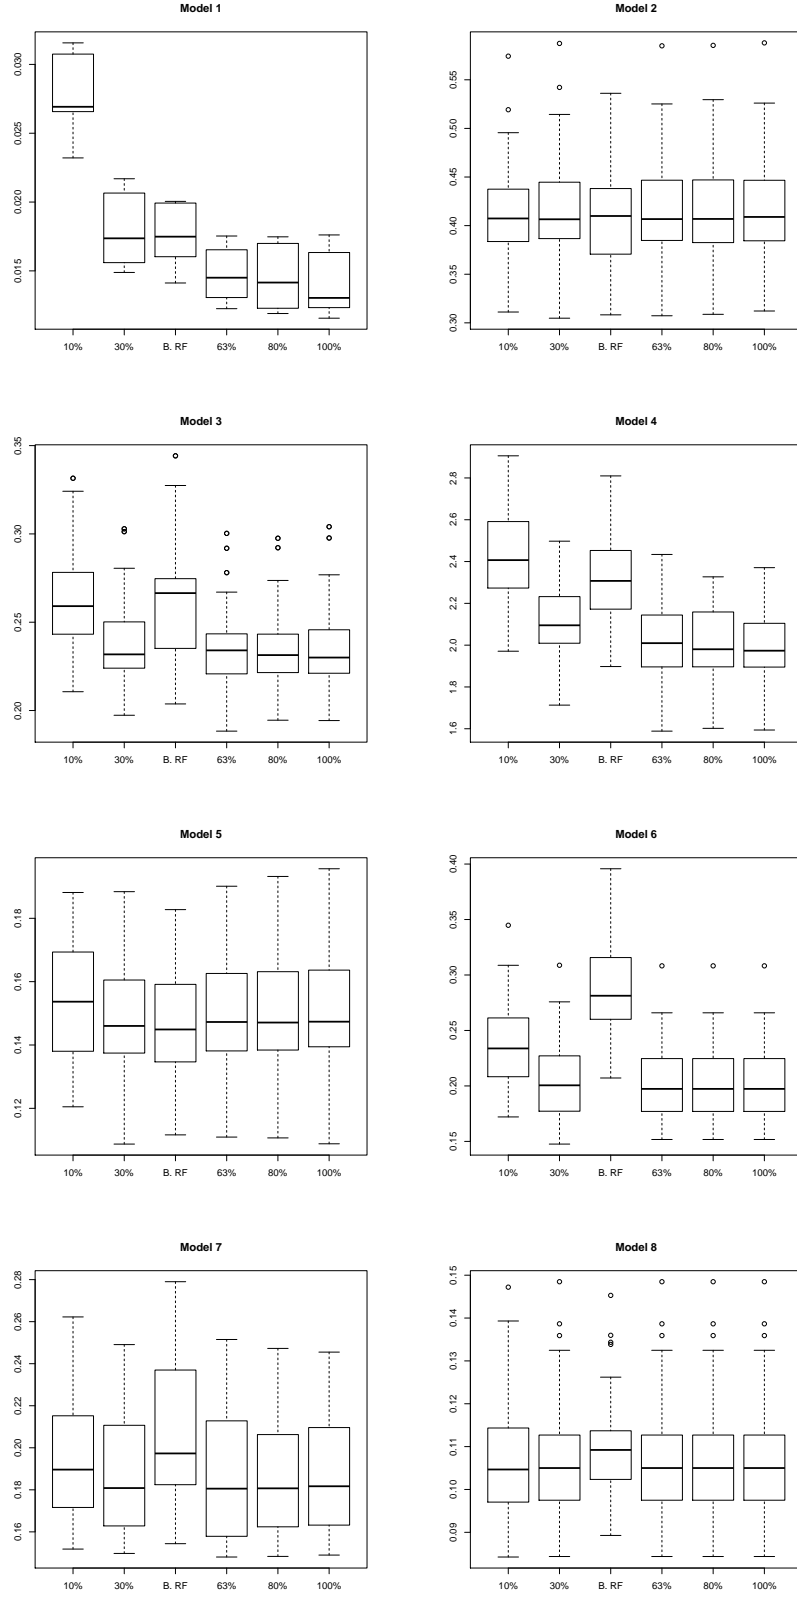 Model 1
0.030
0.025
0.020
0.015
10% 30% B. RF 63% 80% 100%
Model 2
0.55
0.50
0.45
0.40
0.35
0.30
10% 30% B. RF 63% 80% 100%
Model 3
0.35
0.30
0.25
0.20
10% 30% B. RF 63% 80% 100%
Model 4
2.8
2.6
2.4
2.2
2.0
1.8
1.6
10% 30% B. RF 63% 80% 100%
Model 5
0.18
0.16
0.14
0.12
10% 30% B. RF 63% 80% 100%
Model 6
0.40
0.35
0.30
0.25
0.20
0.15
10% 30% B. RF 63% 80% 100%
Model 7
0.28
0.26
0.24
0.22
0.20
0.18
0.16
10% 30% B. RF 63% 80% 100%
Model 8
0.15
0.14
0.13
0.12
0.11
0.10
0.09
10% 30% B. RF 63% 80% 100%